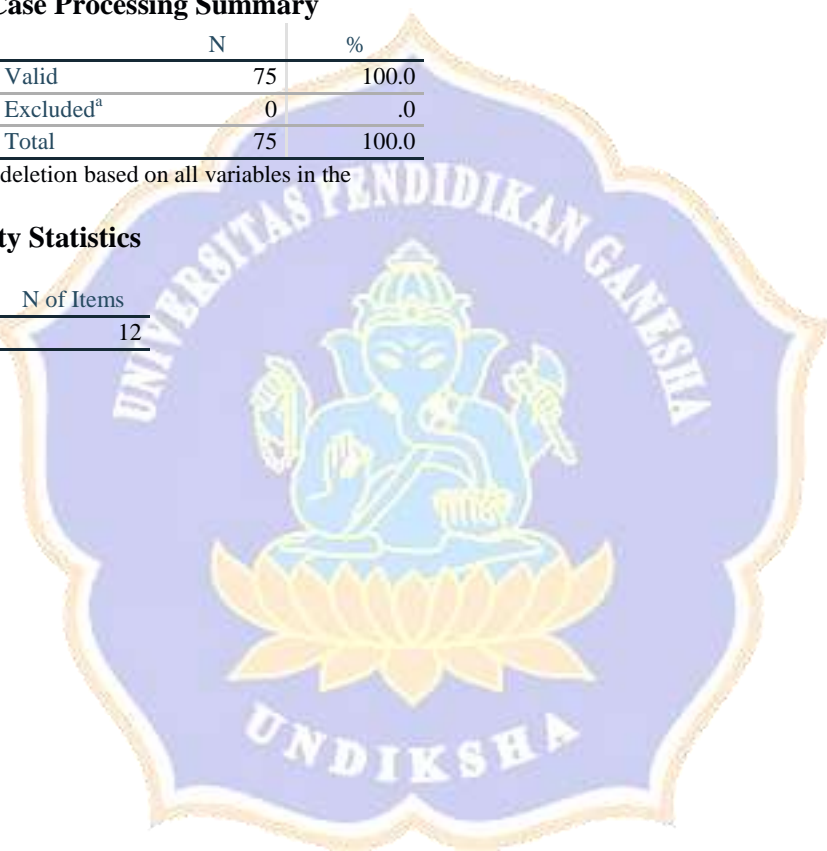 Case Processing Summary
N %
Valid 75 100.0
Excludedᵃ 0 .0
Total 75 100.0
deletion based on all variables in the
ty Statistics
N of Items
12
UNIVERSITAS PENDIDIKAN GANESHA
UNDIKSHA